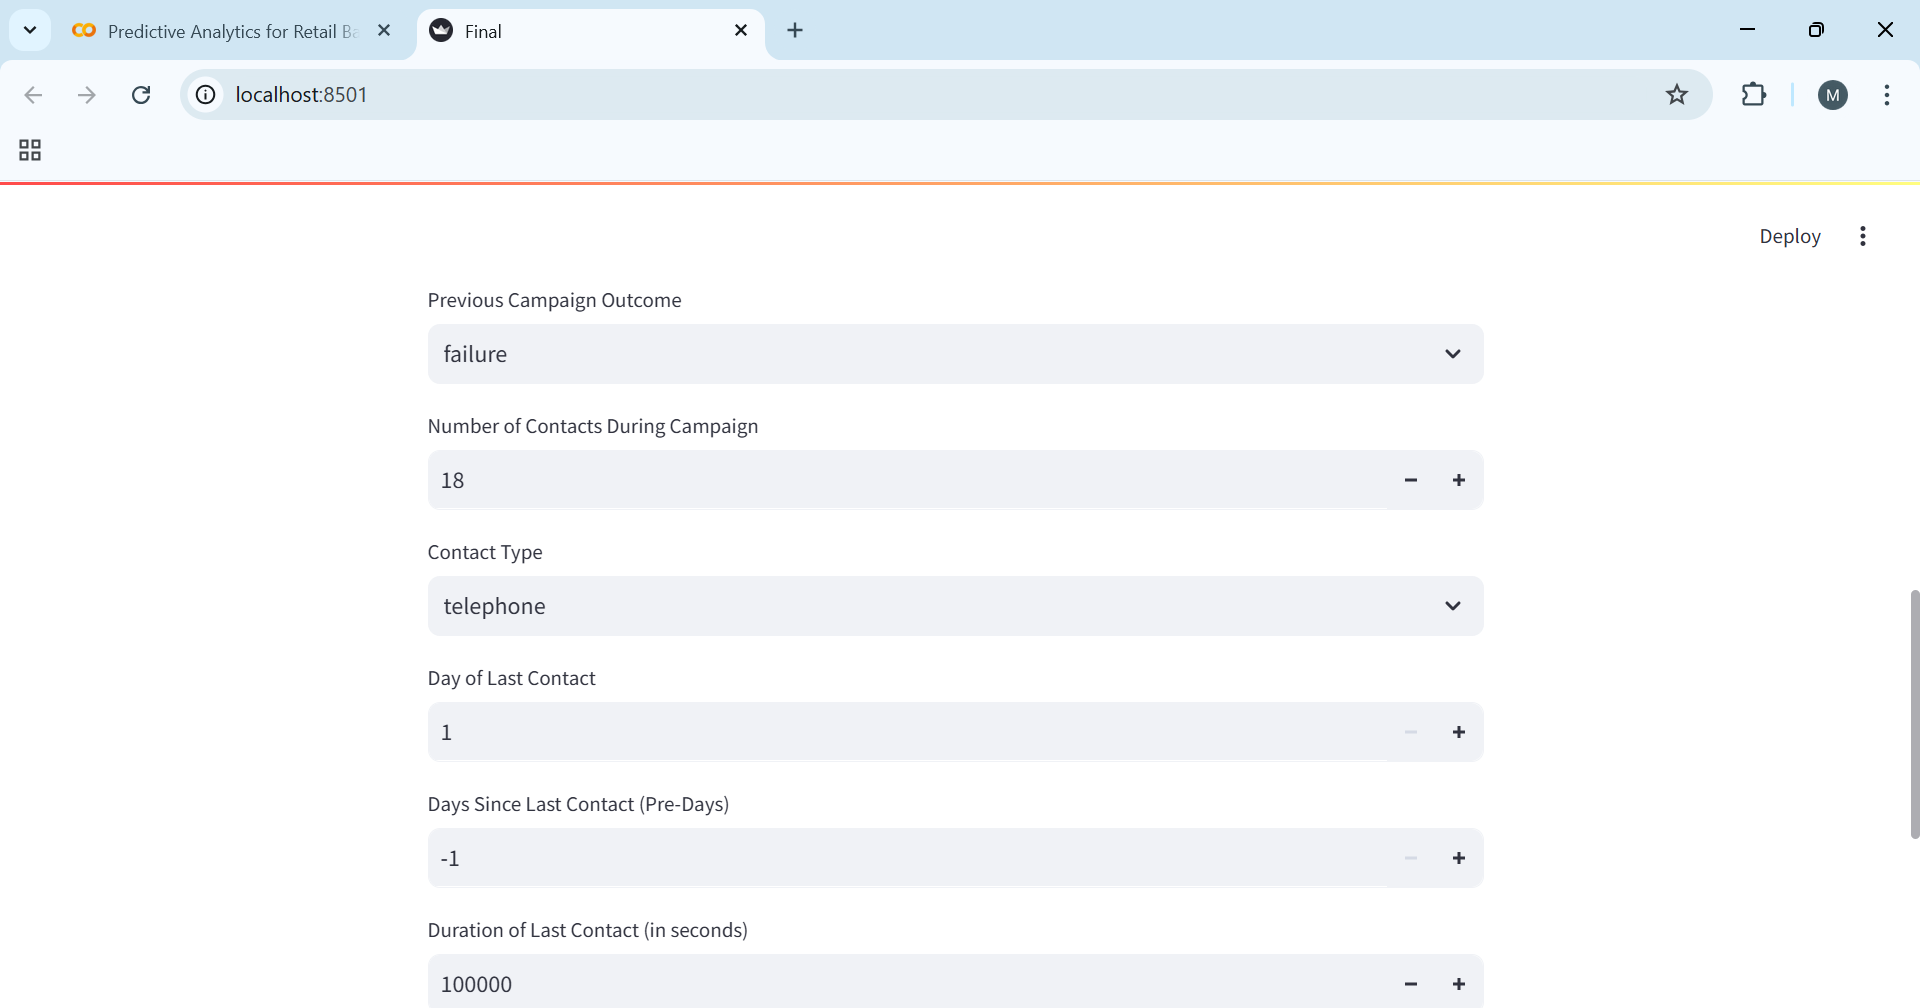 Predictive Analytics for Retail Ba
Final
localhost:8501
M
Deploy
Previous Campaign Outcome
failure
Number of Contacts During Campaign
18
Contact Type
telephone
Day of Last Contact
1
Days Since Last Contact (Pre-Days)
-1
Duration of Last Contact (in seconds)
100000